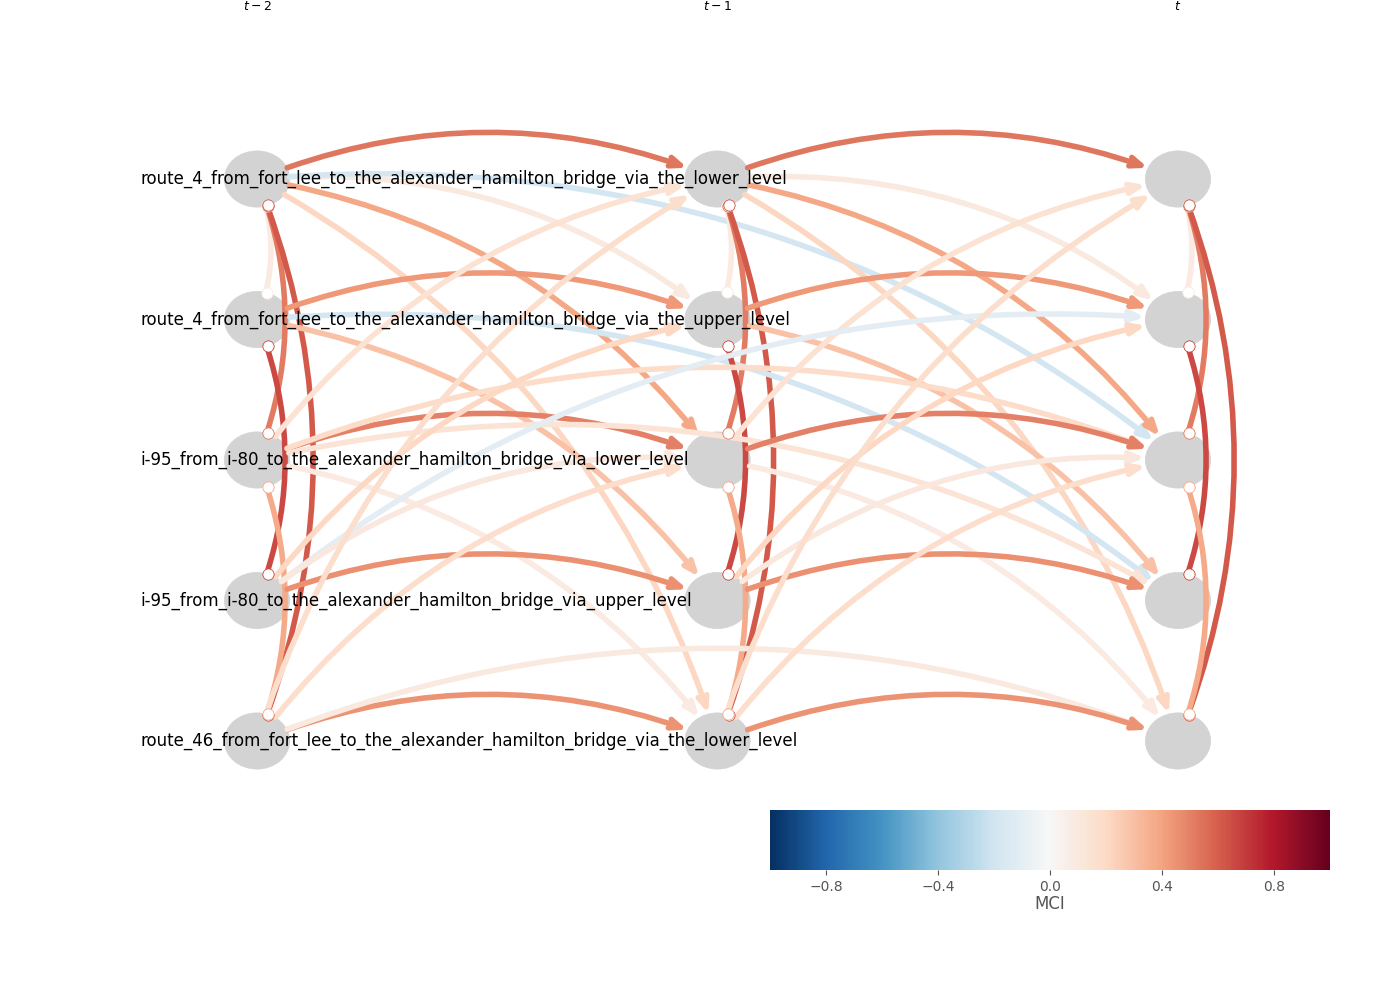 t − 2 t − 1 t
route_4_from_fort_lee_to_the_alexander_hamilton_bridge_via_the_lower_level
route_4_from_fort_lee_to_the_alexander_hamilton_bridge_via_the_upper_level
i-95_from_i-80_to_the_alexander_hamilton_bridge_via_lower_level
i-95_from_i-80_to_the_alexander_hamilton_bridge_via_upper_level
route_46_from_fort_lee_to_the_alexander_hamilton_bridge_via_the_lower_level
−0.8 −0.4 0.0 0.4 0.8
MCI